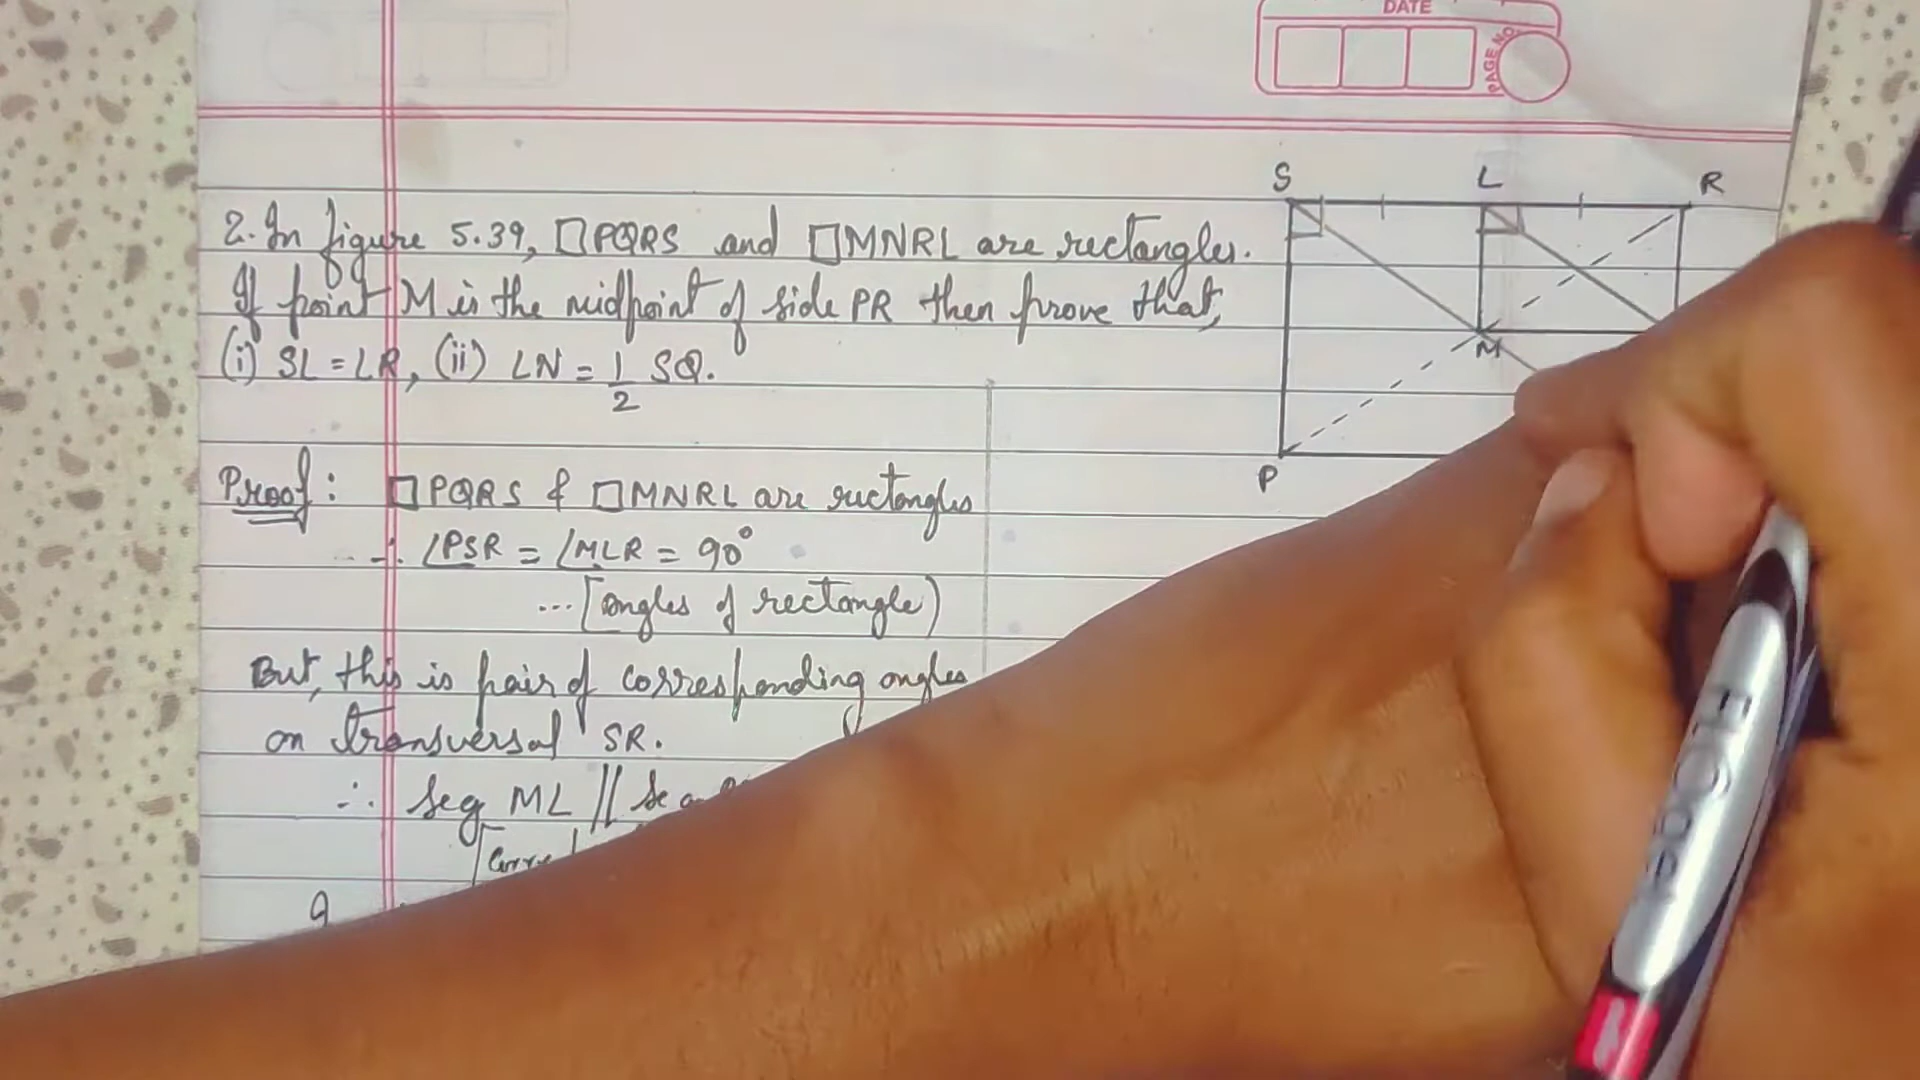 DATE
PAGE NO.
S L R
2. In figure 5.39, □PQRS and □MNRL are rectangles.
If point M is the midpoint of side PR then prove that,
(i) SL = LR, (ii) LN = 1/2 SQ.
M
P
Proof : □PQRS & □MNRL are rectangles
∴ ∠PSR = ∠MLR = 90°
... [angles of rectangle)
But, this is pair of corresponding angles
on transversal SR.
∴ Seg ML ||